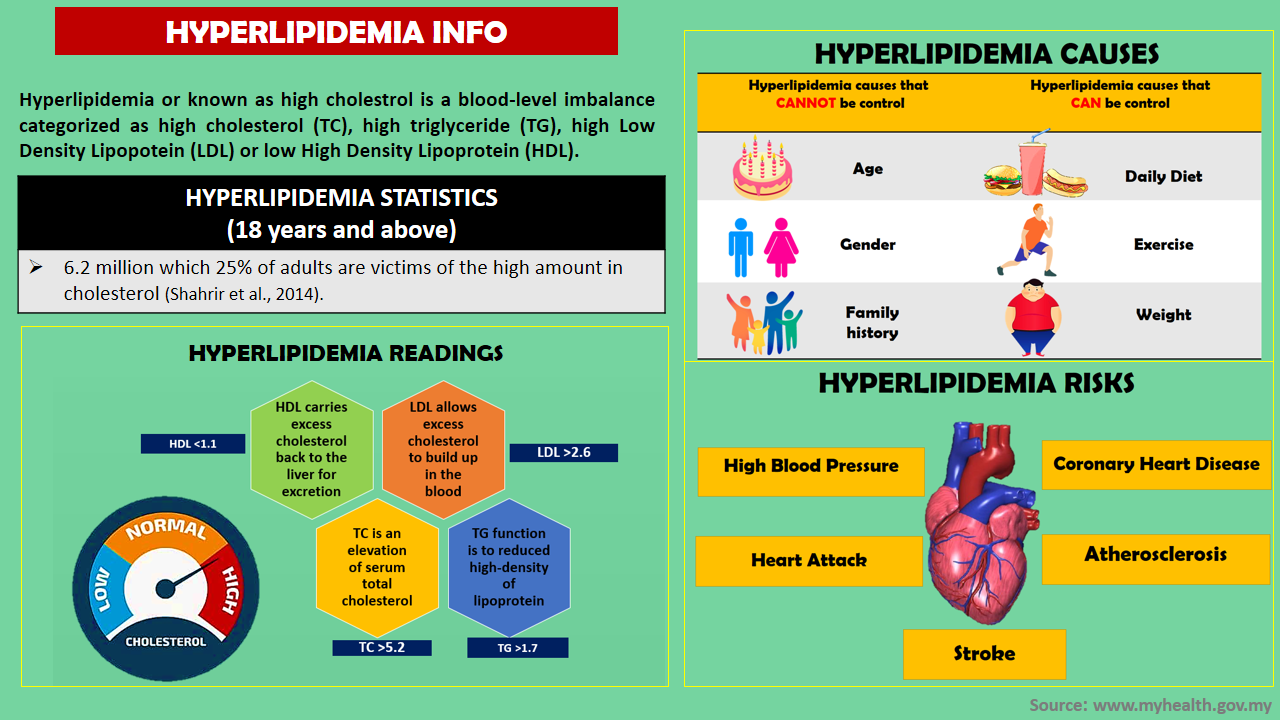 HYPERLIPIDEMIA INFO
Hyperlipidemia or known as high cholestrol is a blood-level imbalance
categorized as high cholesterol (TC), high triglyceride (TG), high Low
Density Lipopotein (LDL) or low High Density Lipoprotein (HDL).
HYPERLIPIDEMIA STATISTICS
(18 years and above)
➢ 6.2 million which 25% of adults are victims of the high amount in
cholesterol (Shahrir et al., 2014).
HYPERLIPIDEMIA READINGS
HDL <1.1
HDL carries
excess
cholesterol
back to the
liver for
excretion
LDL allows
excess
cholesterol
to build up
in the
blood
LDL >2.6
TC is an
elevation
of serum
total
cholesterol
TC >5.2
TG function
is to reduced
high-density
of
lipoprotein
TG >1.7
LOW
NORMAL
HIGH
CHOLESTEROL
HYPERLIPIDEMIA CAUSES
Hyperlipidemia causes that
CANNOT be control
Hyperlipidemia causes that
CAN be control
Age
Daily Diet
Gender
Exercise
Family
history
Weight
HYPERLIPIDEMIA RISKS
High Blood Pressure
Coronary Heart Disease
Heart Attack
Atherosclerosis
Stroke
Source: www.myhealth.gov.my